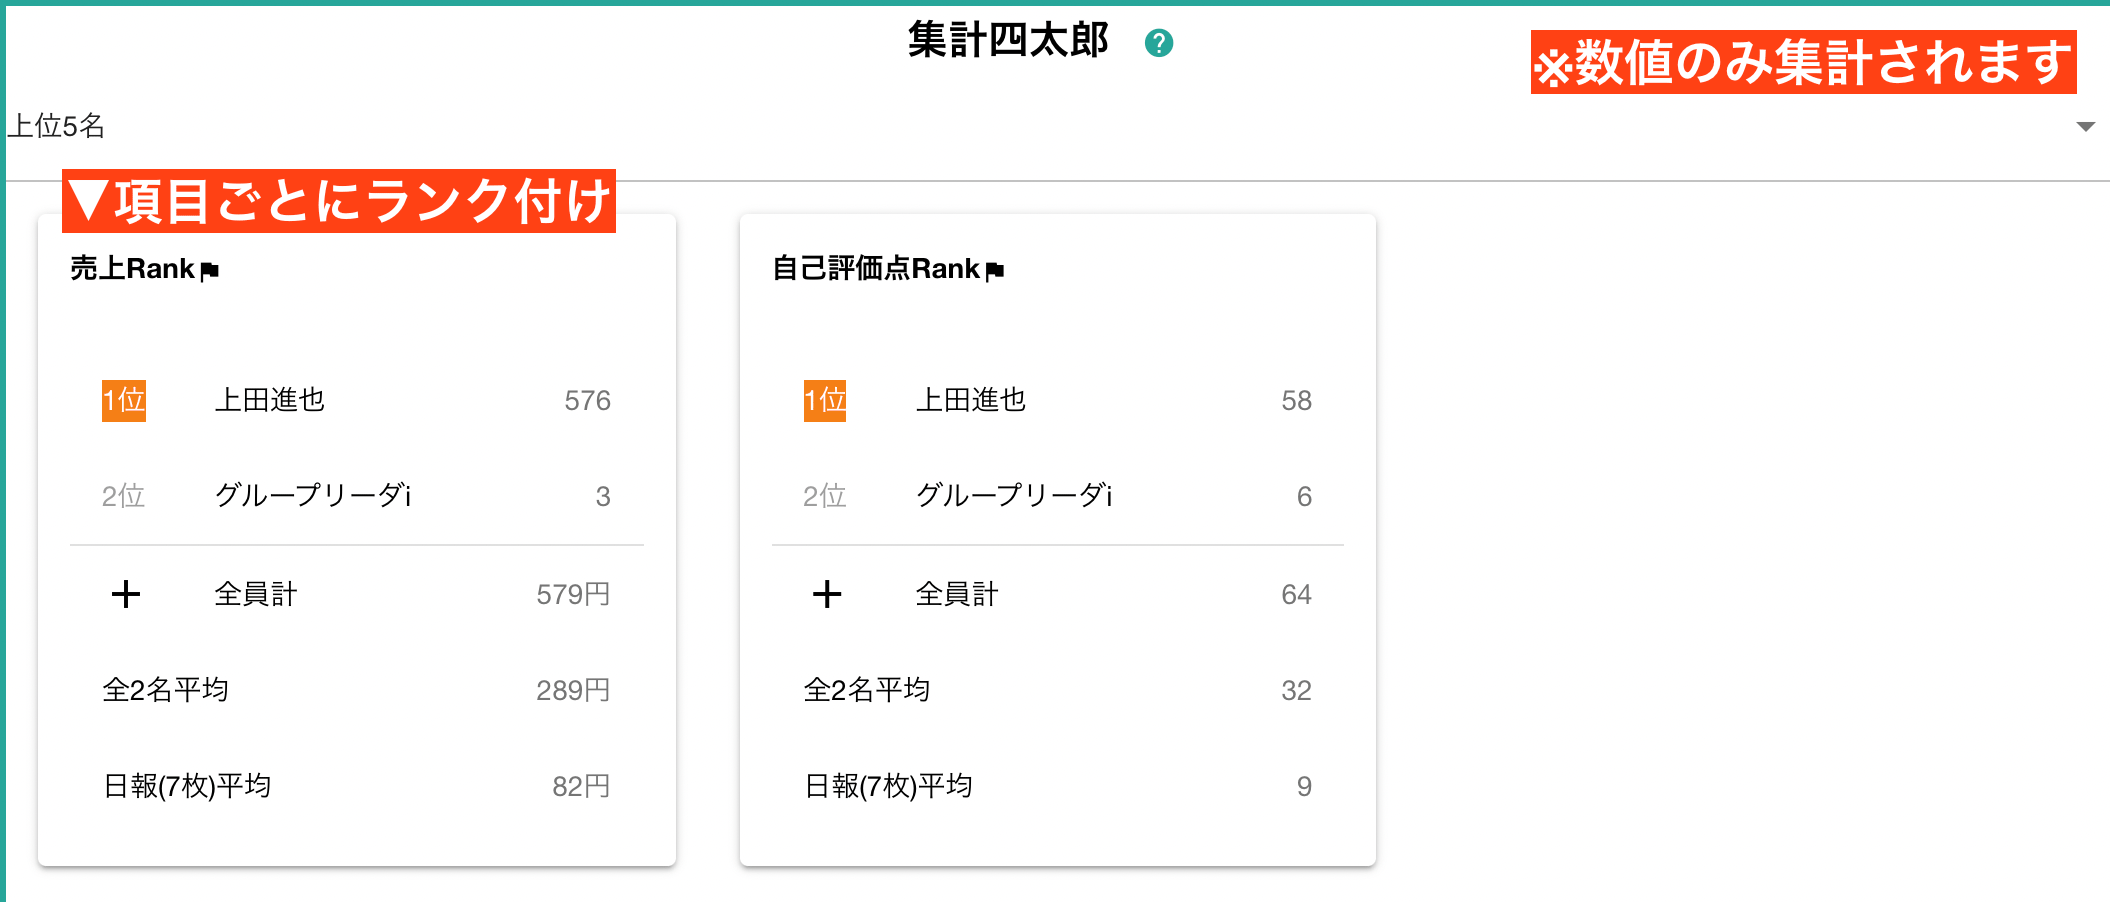 集計四太郎 ?
※数値のみ集計されます
上位5名
▼項目ごとにランク付け
売上Rank
1位 上田進也 576
2位 グループリーダi 3
＋ 全員計 579円
全2名平均 289円
日報(7枚)平均 82円
自己評価点Rank
1位 上田進也 58
2位 グループリーダi 6
＋ 全員計 64
全2名平均 32
日報(7枚)平均 9